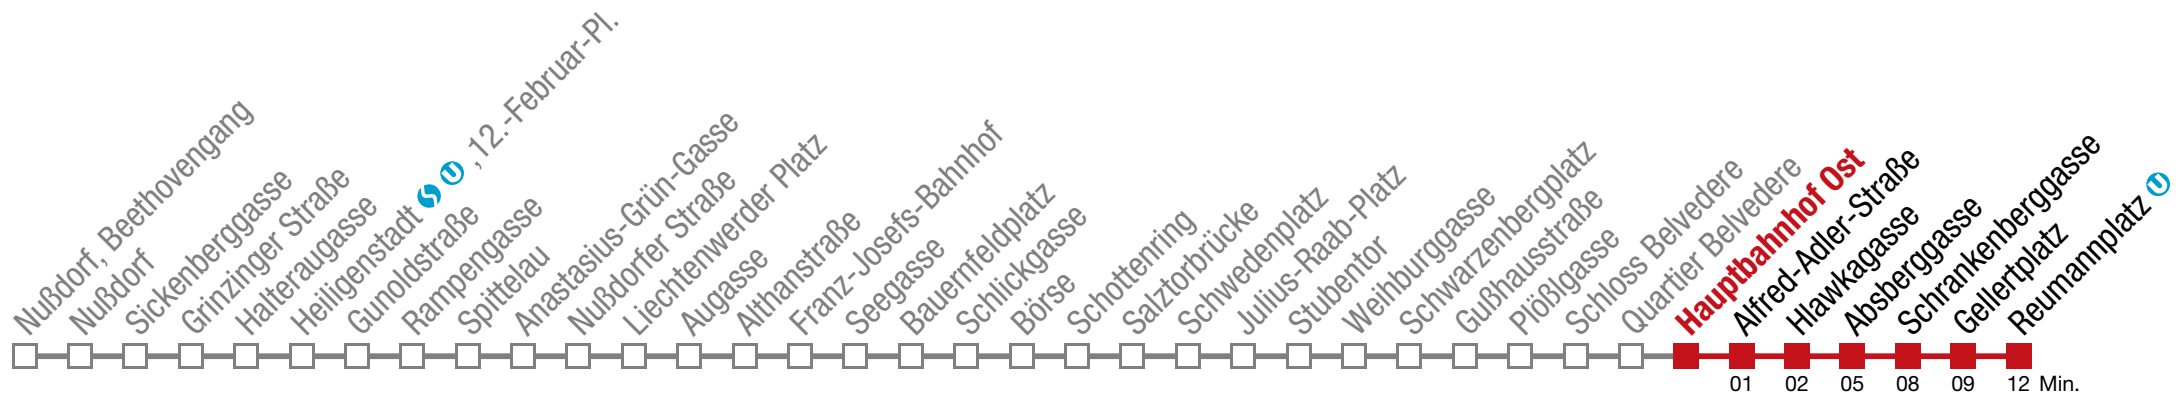 Nußdorf, Beethovengang
Nußdorf
Sickenberggasse
Grinzinger Straße
Halteraugasse
Heiligenstadt S U , 12.-Februar-Pl.
Gunoldstraße
Rampengasse
Spittelau
Anastasius-Grün-Gasse
Nußdorfer Straße
Liechtenwerder Platz
Augasse
Althanstraße
Franz-Josefs-Bahnhof
Seegasse
Bauernfeldplatz
Schlickgasse
Börse
Schottenring
Salztorbrücke
Schwedenplatz
Julius-Raab-Platz
Stubentor
Weihburggasse
Schwarzenbergplatz
Gußhausstraße
Plößlgasse
Schloss Belvedere
Quartier Belvedere
Hauptbahnhof Ost
Alfred-Adler-Straße
Hlawkagasse
Absberggasse
Schrankenberggasse
Gellertplatz
Reumannplatz U
01 02 05 08 09 12 Min.